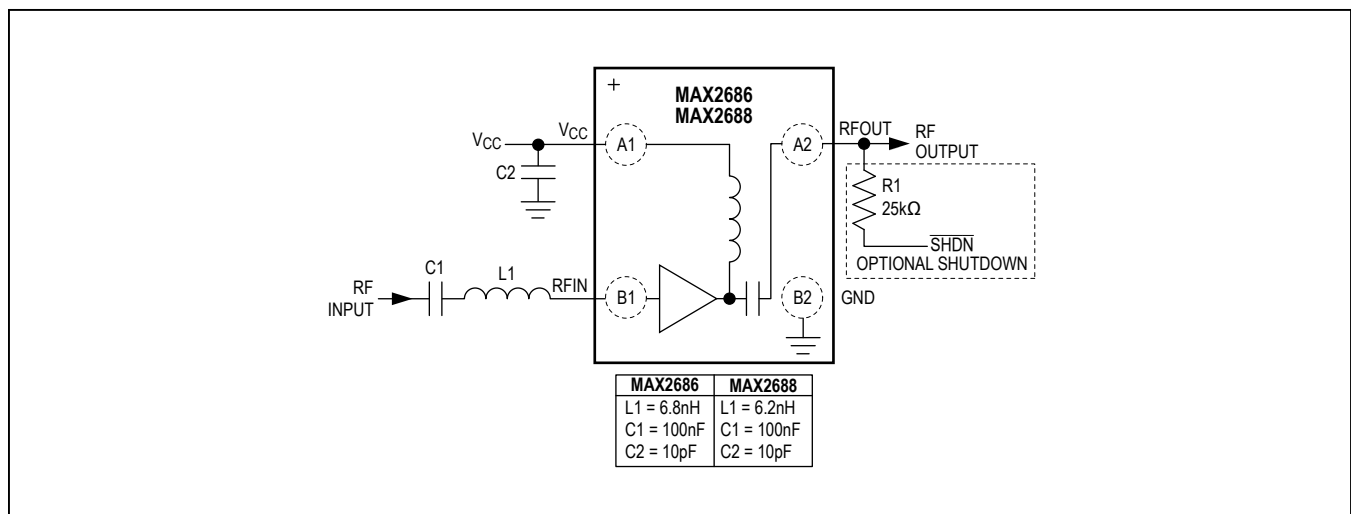 +
MAX2686
MAX2688
VCC
VCC
A1
C2
A2
RFOUT
RF
OUTPUT
R1
25kΩ
SHDN
OPTIONAL SHUTDOWN
RF
INPUT
C1
L1
RFIN
B1
B2
GND
MAX2686 MAX2688
L1 = 6.8nH L1 = 6.2nH
C1 = 100nF C1 = 100nF
C2 = 10pF C2 = 10pF